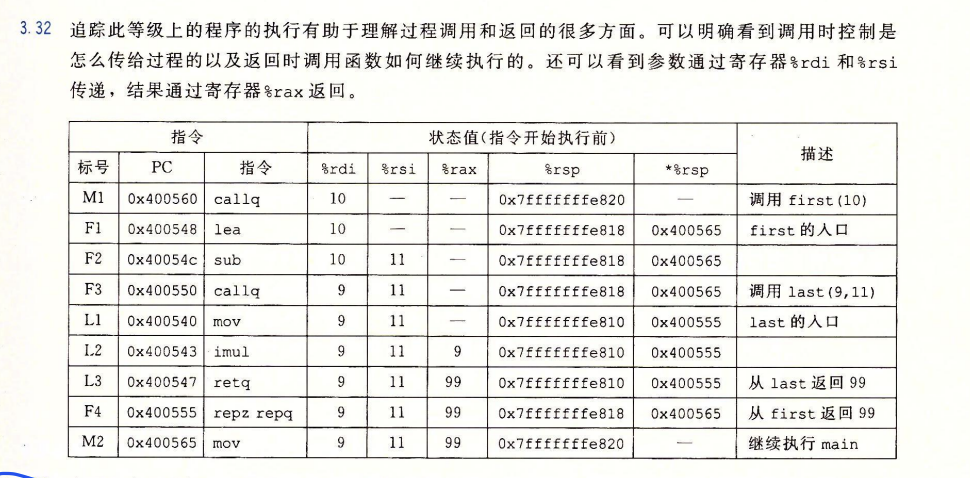 3.32 追踪此等级上的程序的执行有助于理解过程调用和返回的很多方面。可以明确看到调用时控制是
怎么传给过程的以及返回时调用函数如何继续执行的。还可以看到参数通过寄存器%rdi 和%rsi
传递，结果通过寄存器%rax 返回。
指令 状态值(指令开始执行前) 描述
标号 PC 指令 %rdi %rsi %rax %rsp *%rsp
M1 0x400560 callq 10 — — 0x7fffffffe820 — 调用 first(10)
F1 0x400548 lea 10 — — 0x7fffffffe818 0x400565 first 的入口
F2 0x40054c sub 10 11 — 0x7fffffffe818 0x400565
F3 0x400550 callq 9 11 — 0x7fffffffe818 0x400565 调用 last(9,11)
L1 0x400540 mov 9 11 — 0x7fffffffe810 0x400555 last 的入口
L2 0x400543 imul 9 11 9 0x7fffffffe810 0x400555
L3 0x400547 retq 9 11 99 0x7fffffffe810 0x400555 从 last 返回 99
F4 0x400555 repz repq 9 11 99 0x7fffffffe818 0x400565 从 first 返回 99
M2 0x400565 mov 9 11 99 0x7fffffffe820 — 继续执行 main